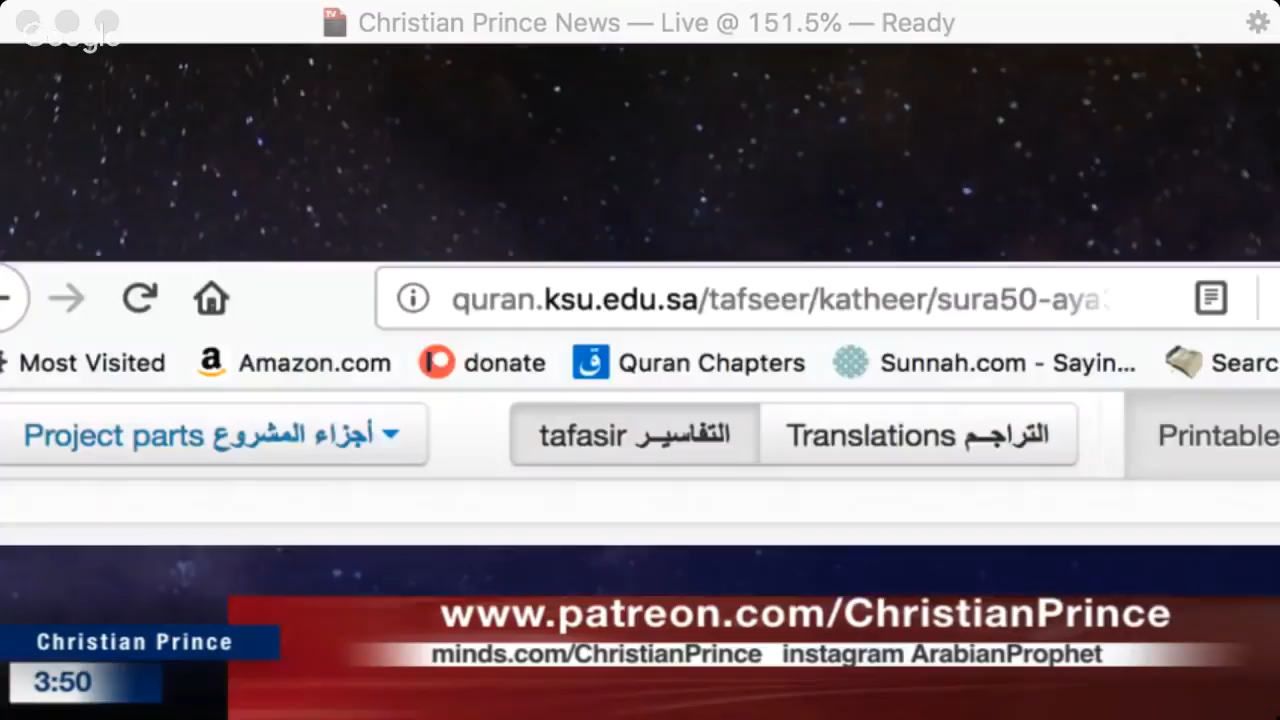 Christian Prince News — Live @ 151.5% — Ready
Google
quran.ksu.edu.sa/tafseer/katheer/sura50-aya
Most Visited
Amazon.com
donate
Quran Chapters
Sunnah.com - Sayin...
Searc
Project parts أجزاء المشروع
tafasir التفاسير
Translations التراجم
Printable
www.patreon.com/ChristianPrince
Christian Prince
minds.com/ChristianPrince instagram ArabianProphet
3:50